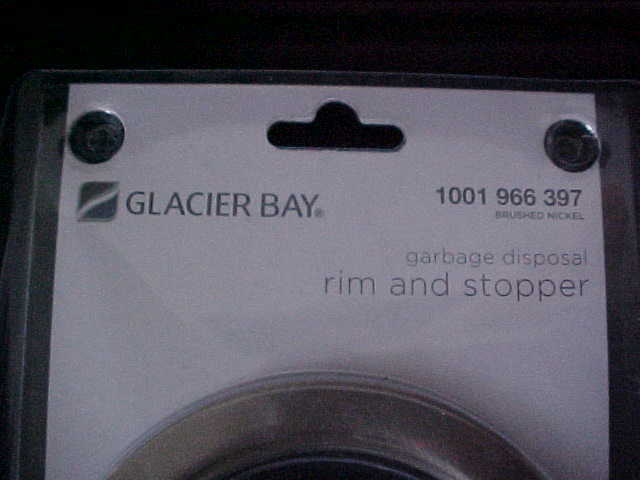 GLACIER BAY®
1001 966 397
BRUSHED NICKEL
garbage disposal
rim and stopper